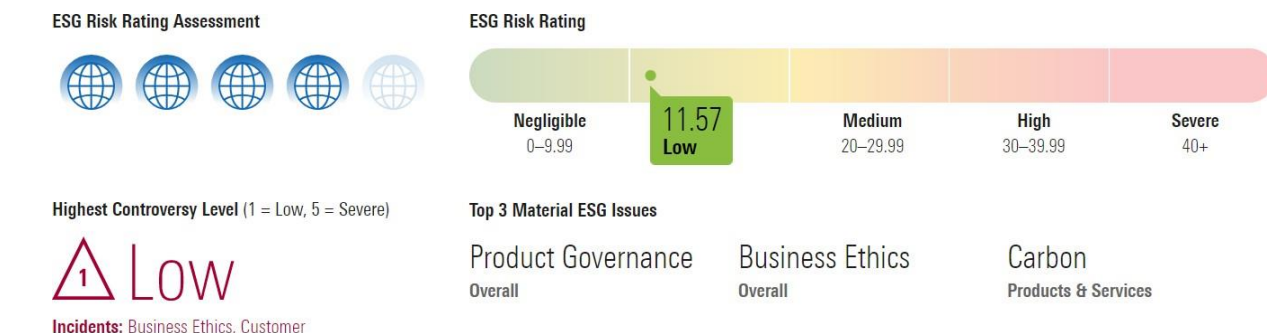 ESG Risk Rating Assessment
ESG Risk Rating
11.57
Low
Negligible
0–9.99
Medium
20–29.99
High
30–39.99
Severe
40+
Highest Controversy Level (1 = Low, 5 = Severe)
1 Low
Incidents: Business Ethics, Customer
Top 3 Material ESG Issues
Product Governance
Overall
Business Ethics
Overall
Carbon
Products & Services